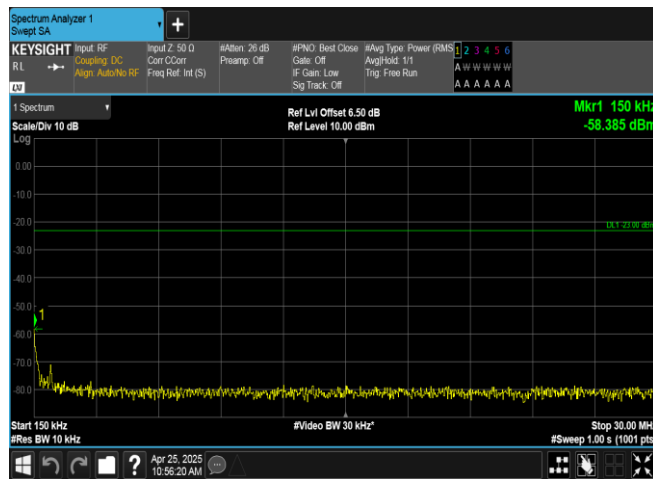 Spectrum Analyzer 1
Swept SA
+
KEYSIGHT Input: RF Input Z: 50 Ω #Atten: 26 dB #PNO: Best Close #Avg Type: Power (RMS 1 2 3 4 5 6
RL Coupling: DC Corr CCorr Preamp: Off Gate: Off Avg|Hold: 1/1 A W W W W W
Align: Auto/No RF Freq Ref: Int (S) IF Gain: Low Trig: Free Run
LXI Sig Track: Off A A A A A A
1 Spectrum Ref Lvl Offset 6.50 dB Mkr1 150 kHz
Scale/Div 10 dB Ref Level 10.00 dBm -58.385 dBm
Log
0.00
-10.0
-20.0
DL1 -23.00 dBm
-30.0
-40.0
-50.0
1
-60.0
-70.0
-80.0
Start 150 kHz #Video BW 30 kHz* Stop 30.00 MHz
#Res BW 10 kHz #Sweep 1.00 s (1001 pts
? Apr 25, 2025
10:56:20 AM